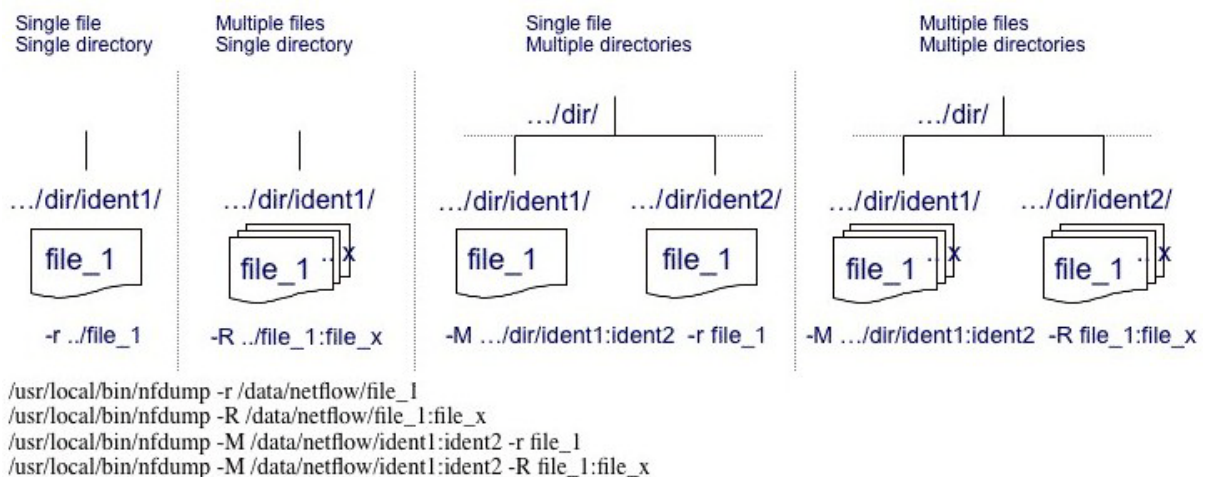 Single file
Single directory
Multiple files
Single directory
Single file
Multiple directories
Multiple files
Multiple directories
…/dir/
…/dir/
…/dir/ident1/
…/dir/ident1/
…/dir/ident1/
…/dir/ident2/
…/dir/ident1/
…/dir/ident2/
file_1
file_1 ..x
file_1
file_1
file_1 ..x
file_1 ..x
-r ../file_1
-R ../file_1:file_x
-M …/dir/ident1:ident2 -r file_1
-M …/dir/ident1:ident2 -R file_1:file_x
/usr/local/bin/nfdump -r /data/netflow/file_1
/usr/local/bin/nfdump -R /data/netflow/file_1:file_x
/usr/local/bin/nfdump -M /data/netflow/ident1:ident2 -r file_1
/usr/local/bin/nfdump -M /data/netflow/ident1:ident2 -R file_1:file_x